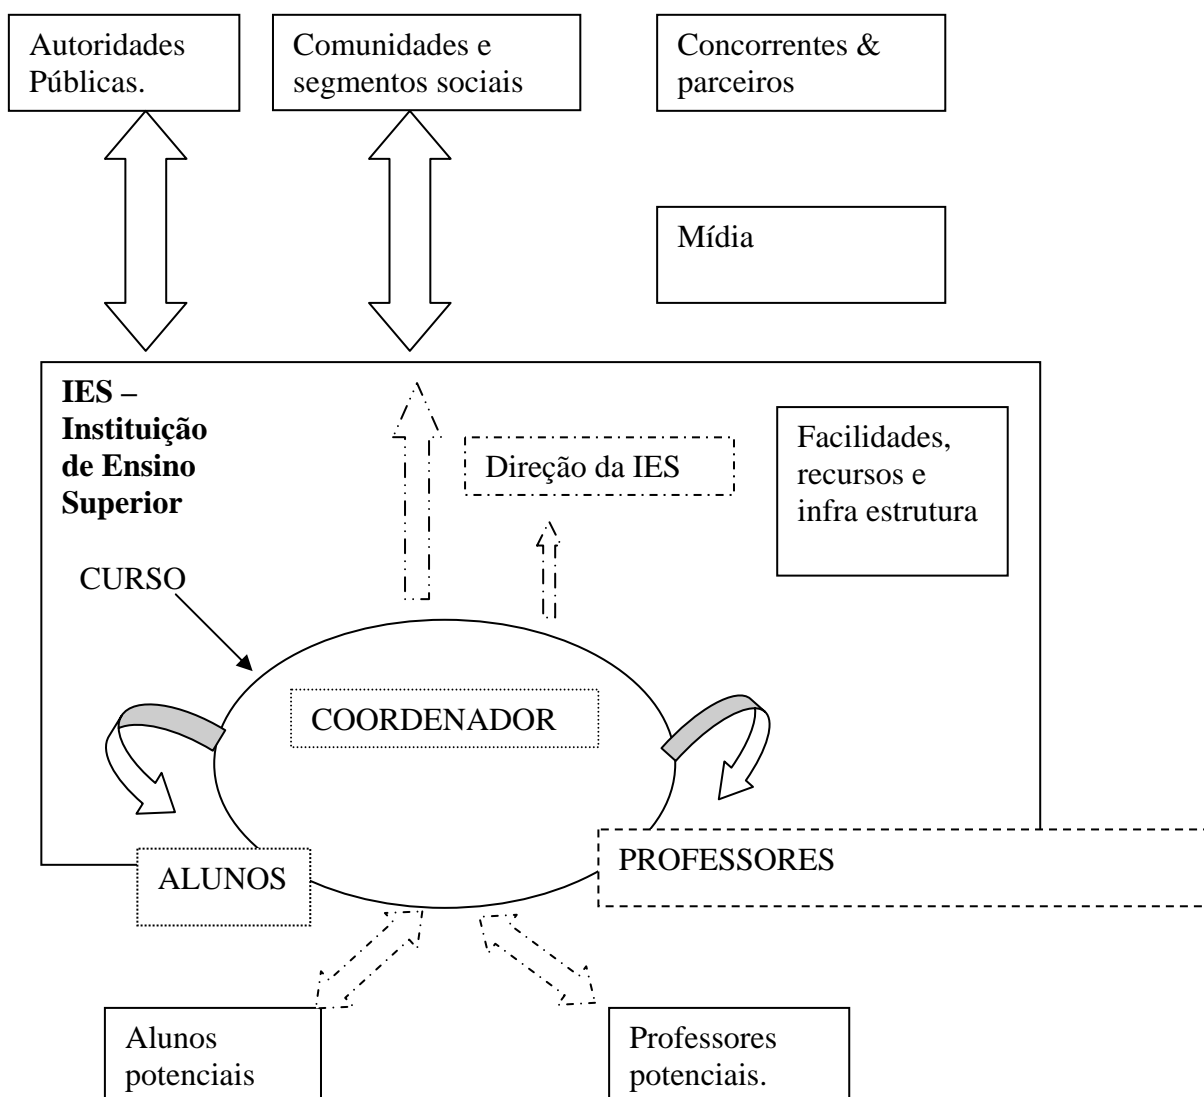 Autoridades
Públicas.
Comunidades e
segmentos sociais
Concorrentes &
parceiros
Mídia
IES –
Instituição
de Ensino
Superior
Direção da IES
Facilidades,
recursos e
infra estrutura
CURSO
COORDENADOR
ALUNOS
PROFESSORES
Alunos
potenciais
Professores
potenciais.